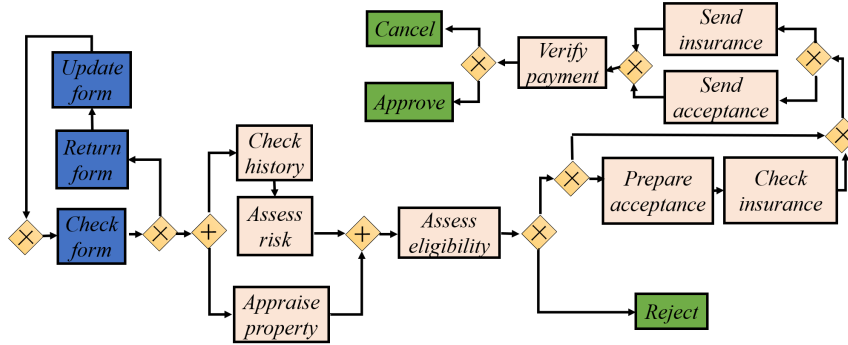 Cancel
Send
insurance
Update
form
Verify
payment
Send
acceptance
Approve
Return
form
Check
history
Prepare
acceptance
Check
insurance
Check
form
Assess
risk
Assess
eligibility
Appraise
property
Reject